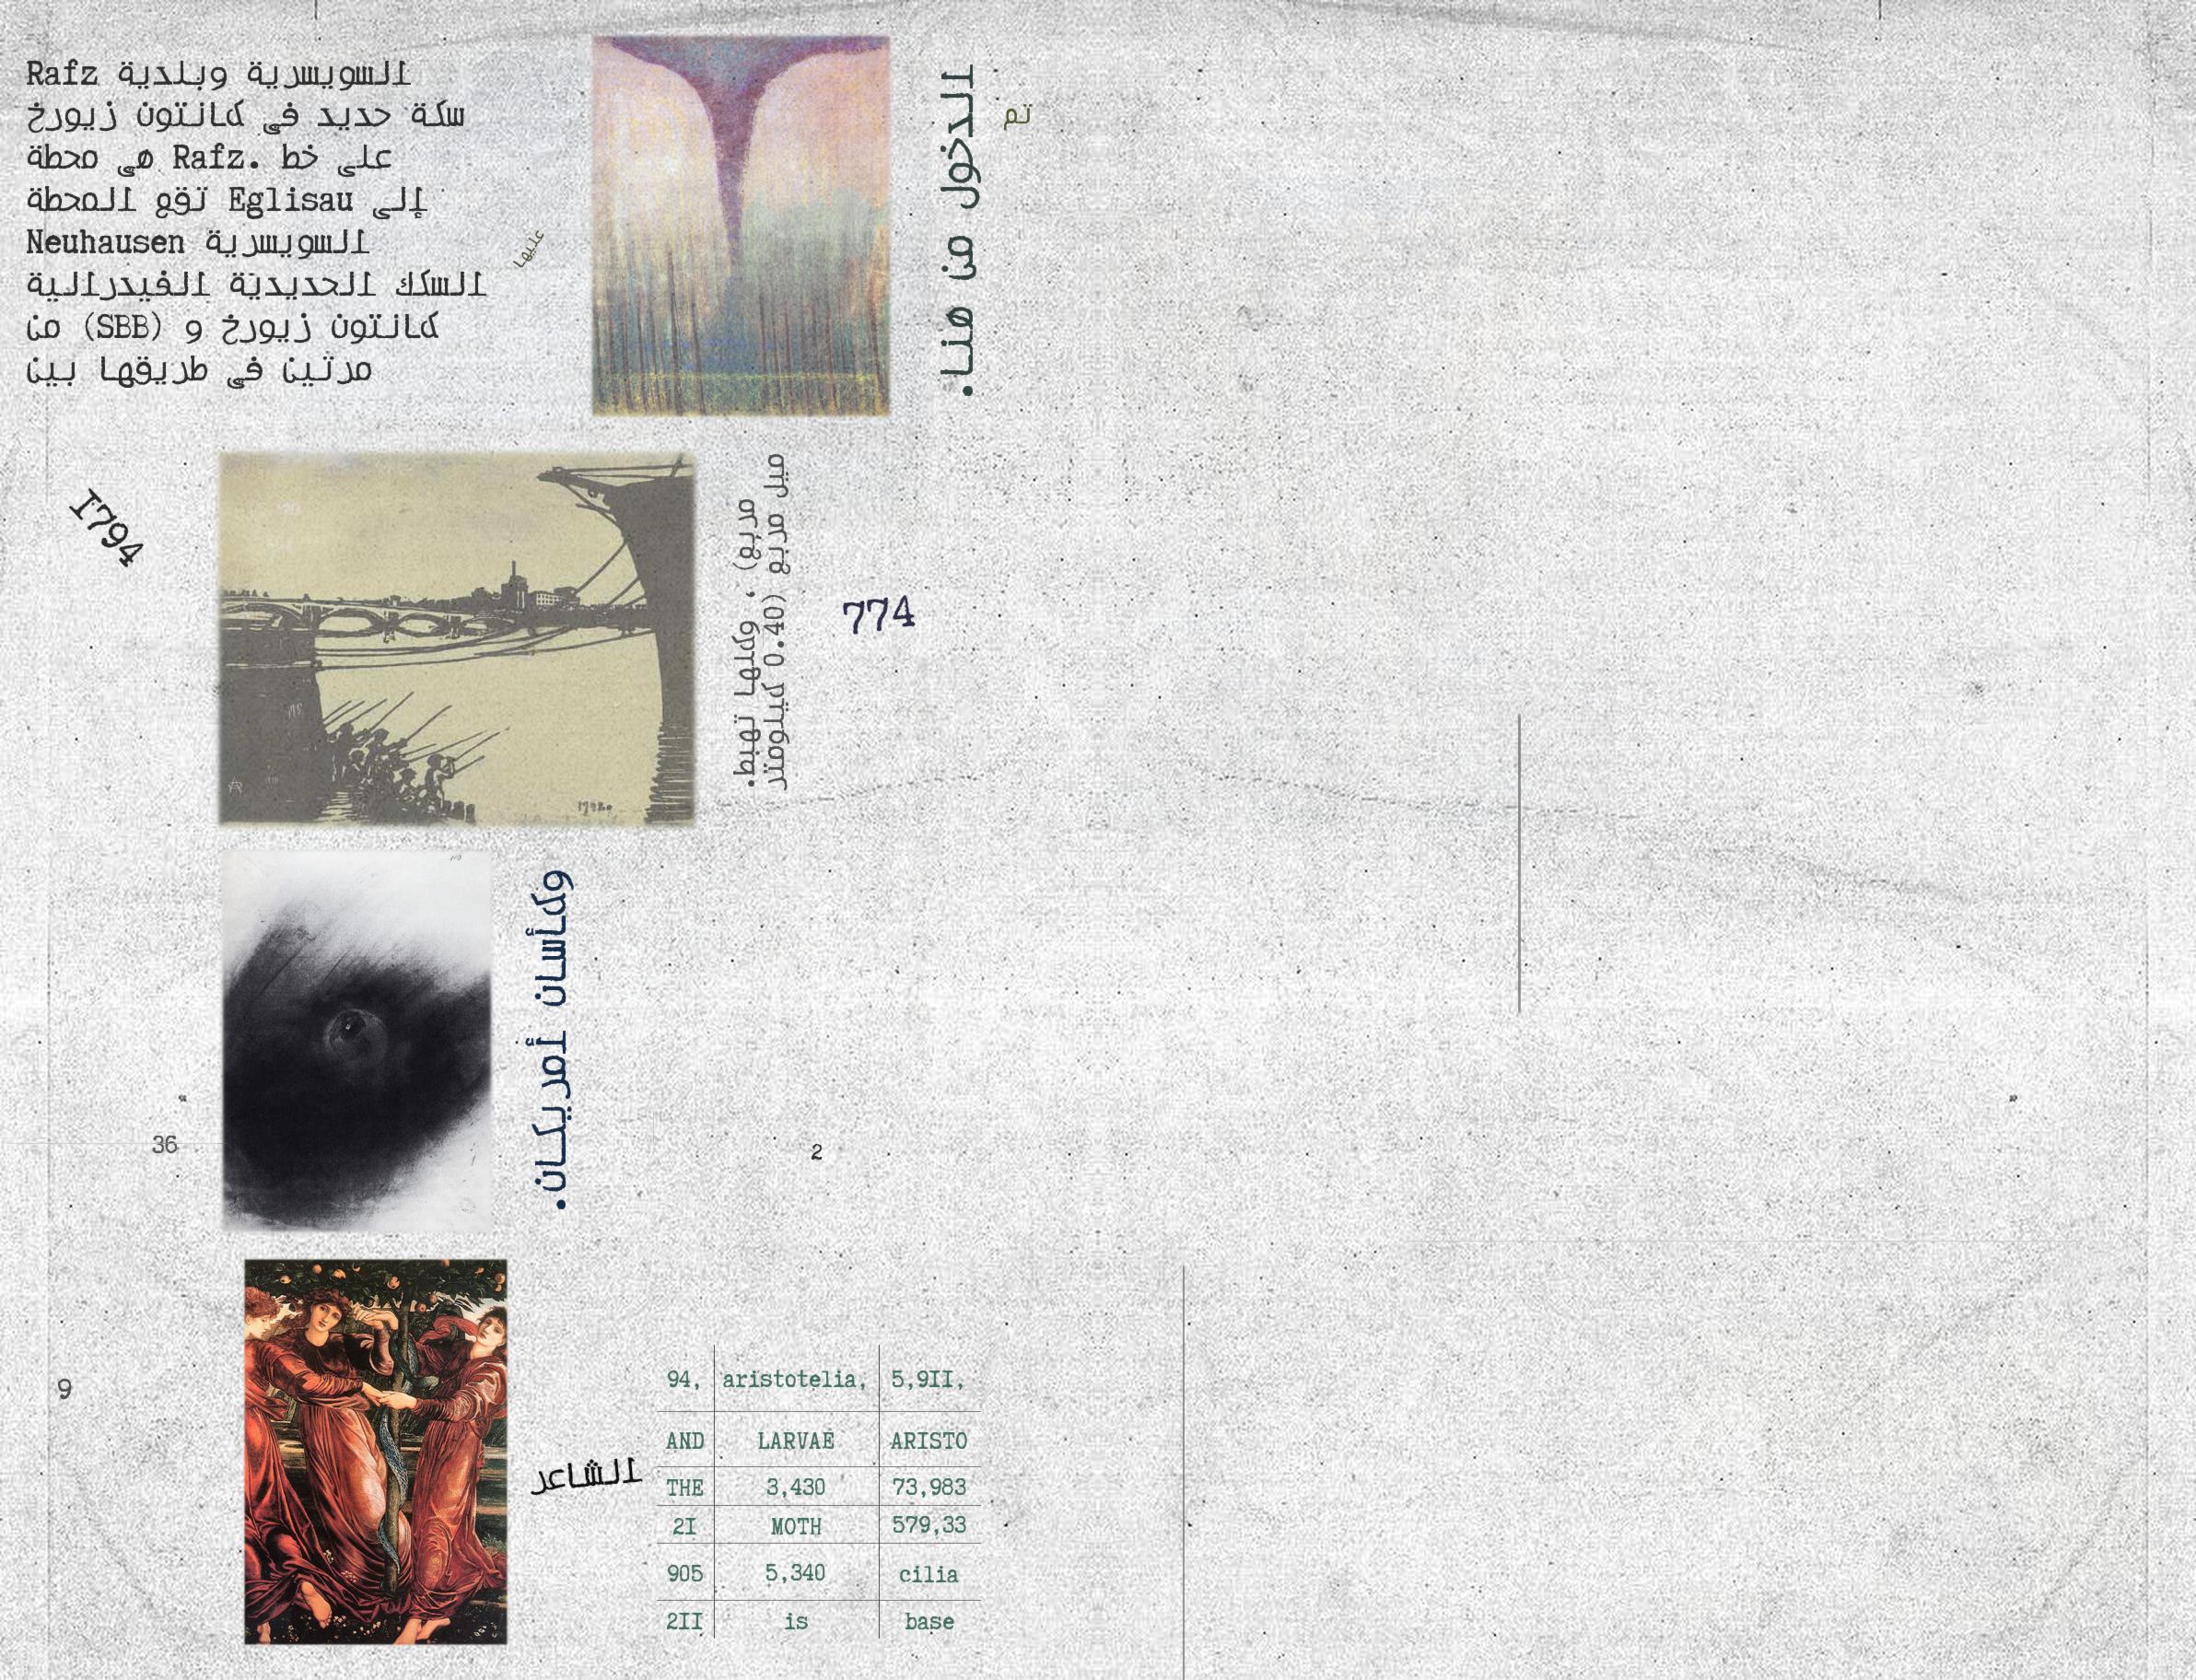 السويسرية وبلدية Rafz
سكة حديد في كانتون زيورخ
على خط Rafz. هي محطة
إلى Eglisau تقع المحطة
السويسرية Neuhausen
السكك الحديدية الفيدرالية
كانتون زيورخ و (SBB) من
مرتين في طريقها بين
عليها
الدخول من هنا.
تم
1794
مربع) ، وكلها تهبط.
ميل مربع (0.40 كيلومتر
774
وكأسان أمريكان.
36
2
9
الشاعر
94, aristotelia, 5,9II,
AND LARVAE ARISTO
THE 3,430 73,983
2I MOTH 579,33
905 5,340 cilia
2II is base